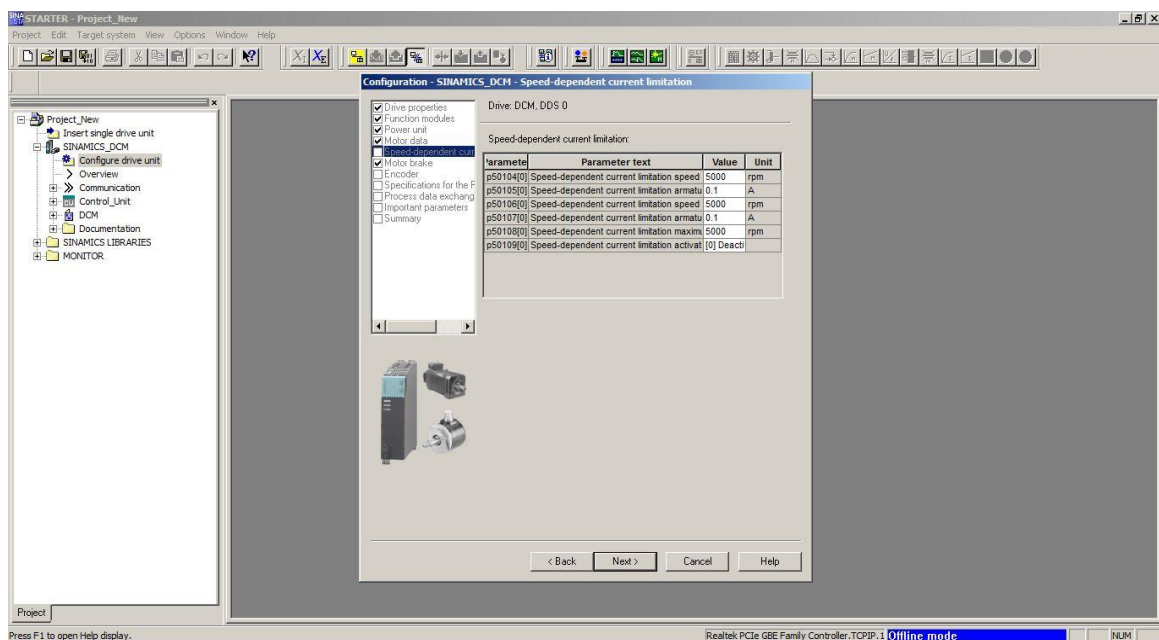 STARTER - Project_New
Project Edit Target system View Options Window Help
Configuration - SINAMICS_DCM - Speed-dependent current limitation
Project_New
Insert single drive unit
SINAMICS_DCM
Configure drive unit
Overview
Communication
Control_Unit
DCM
Documentation
SINAMICS LIBRARIES
MONITOR
Drive properties
Function modules
Power unit
Motor data
Speed-dependent curr
Motor brake
Encoder
Specifications for the F
Process data exchang
Important parameters
Summary
Drive: DCM, DDS 0
Speed-dependent current limitation:
Paramete Parameter text Value Unit
p50104[0] Speed-dependent current limitation speed 5000 rpm
p50105[0] Speed-dependent current limitation armatu 0.1 A
p50106[0] Speed-dependent current limitation speed 5000 rpm
p50107[0] Speed-dependent current limitation armatu 0.1 A
p50108[0] Speed-dependent current limitation maxim 5000 rpm
p50109[0] Speed-dependent current limitation activat [0] Deacti
< Back Next > Cancel Help
Project
Press F1 to open Help display. Realtek PCIe GBE Family Controller.TCPIP.1 Offline mode NUM